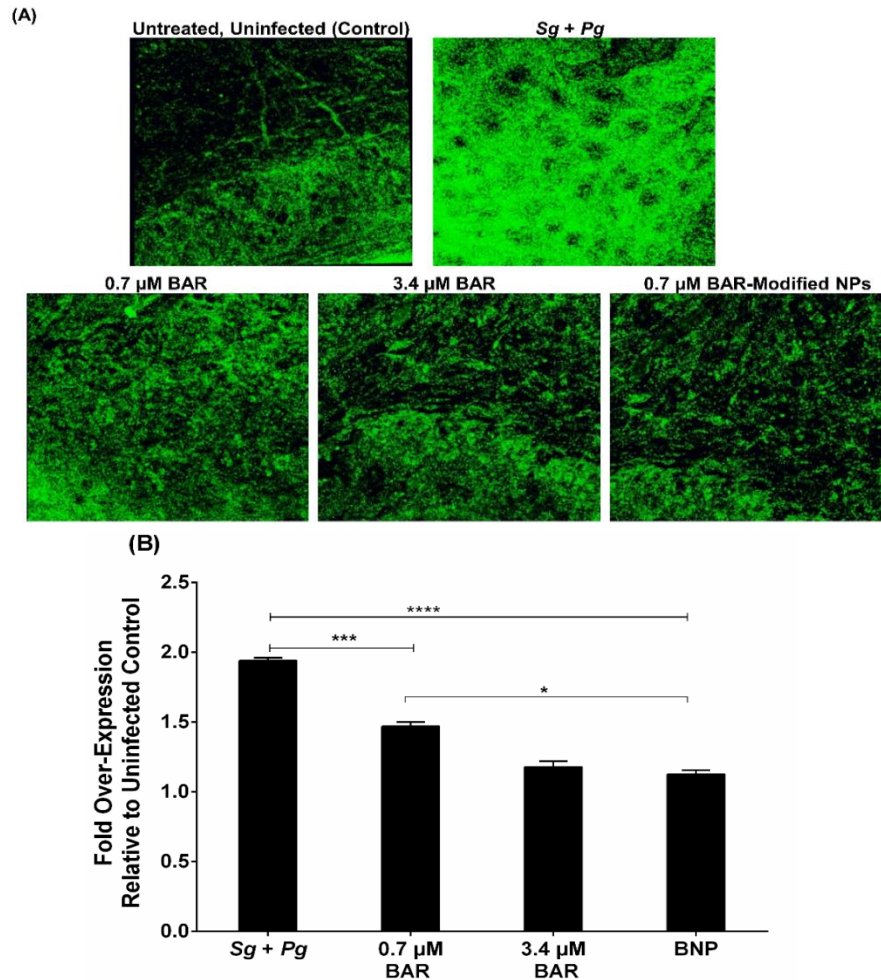 (A)
Untreated, Uninfected (Control)
Sg + Pg
0.7 µM BAR
3.4 µM BAR
0.7 µM BAR-Modified NPs
(B)
Fold Over-Expression
Relative to Uninfected Control
2.5
2.0
1.5
1.0
0.5
0.0
****
***
*
Sg + Pg
0.7 µM
BAR
3.4 µM
BAR
BNP